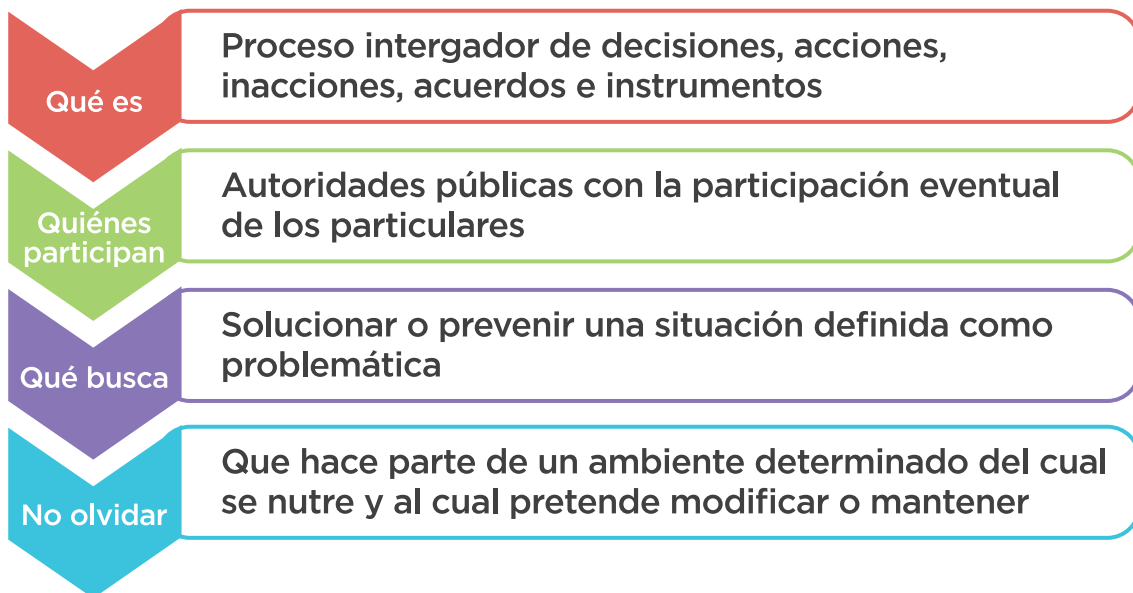 Qué es
Proceso intergador de decisiones, acciones,
inacciones, acuerdos e instrumentos
Quiénes
participan
Autoridades públicas con la participación eventual
de los particulares
Qué busca
Solucionar o prevenir una situación definida como
problemática
No olvidar
Que hace parte de un ambiente determinado del cual
se nutre y al cual pretende modificar o mantener